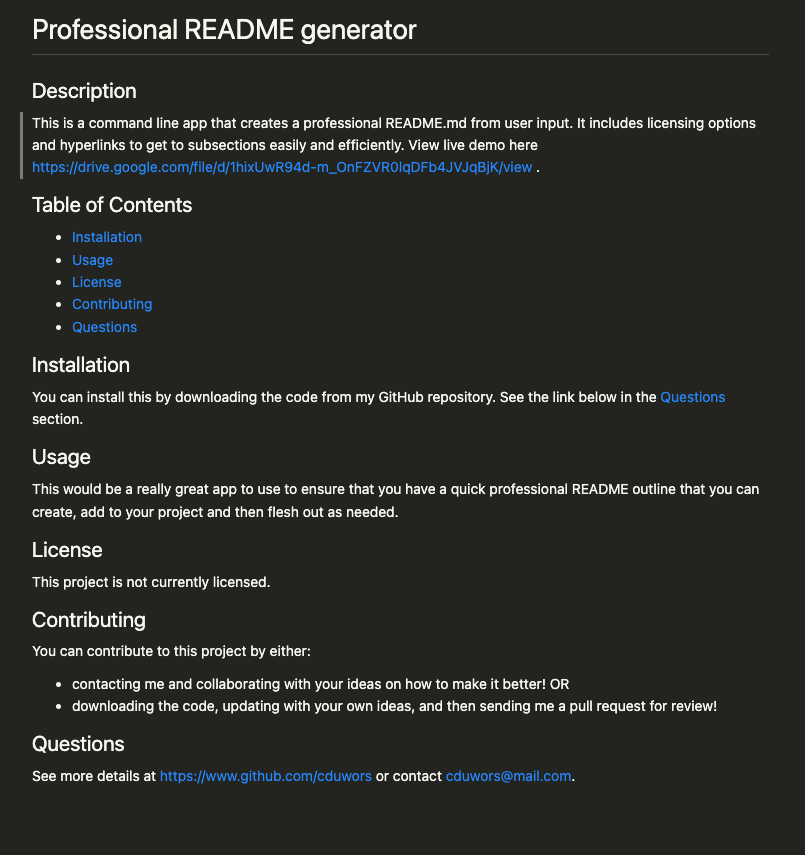 Professional README generator
Description
This is a command line app that creates a professional README.md from user input. It includes licensing options
and hyperlinks to get to subsections easily and efficiently. View live demo here
https://drive.google.com/file/d/1hixUwR94d-m_OnFZVR0lqDFb4JVJqBjK/view .
Table of Contents
• Installation
• Usage
• License
• Contributing
• Questions
Installation
You can install this by downloading the code from my GitHub repository. See the link below in the Questions
section.
Usage
This would be a really great app to use to ensure that you have a quick professional README outline that you can
create, add to your project and then flesh out as needed.
License
This project is not currently licensed.
Contributing
You can contribute to this project by either:
• contacting me and collaborating with your ideas on how to make it better! OR
• downloading the code, updating with your own ideas, and then sending me a pull request for review!
Questions
See more details at https://www.github.com/cduwors or contact cduwors@mail.com.